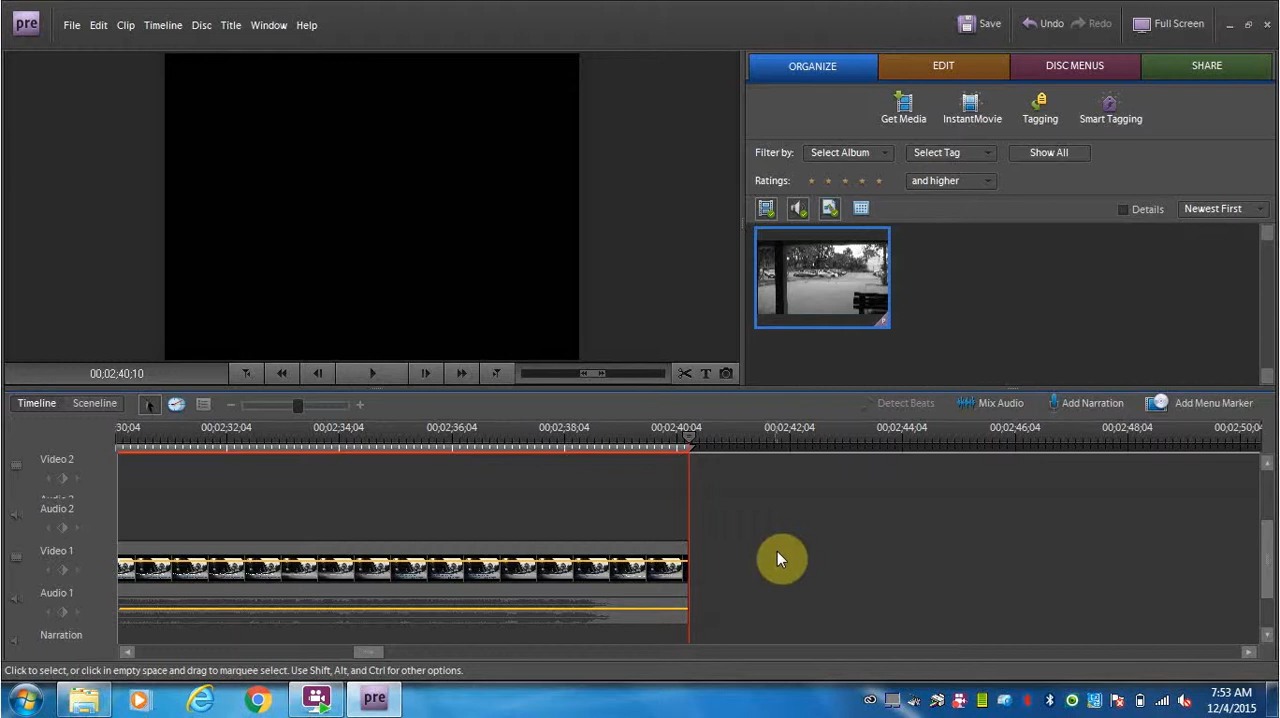 pre File Edit Clip Timeline Disc Title Window Help Save Undo Redo Full Screen
ORGANIZE EDIT DISC MENUS SHARE
Get Media InstantMovie Tagging Smart Tagging
Filter by: Select Album Select Tag Show All
Ratings: and higher
Details Newest First
00;02;40;10
Timeline Sceneline Detect Beats Mix Audio Add Narration Add Menu Marker
30;04 00;02;32;04 00;02;34;04 00;02;36;04 00;02;38;04 00;02;40;04 00;02;42;04 00;02;44;04 00;02;46;04 00;02;48;04 00;02;50;04
Video 2
Audio 2
Video 1
Audio 1
Narration
Click to select, or click in empty space and drag to marquee select. Use Shift, Alt, and Ctrl for other options.
pre
7:53 AM
12/4/2015